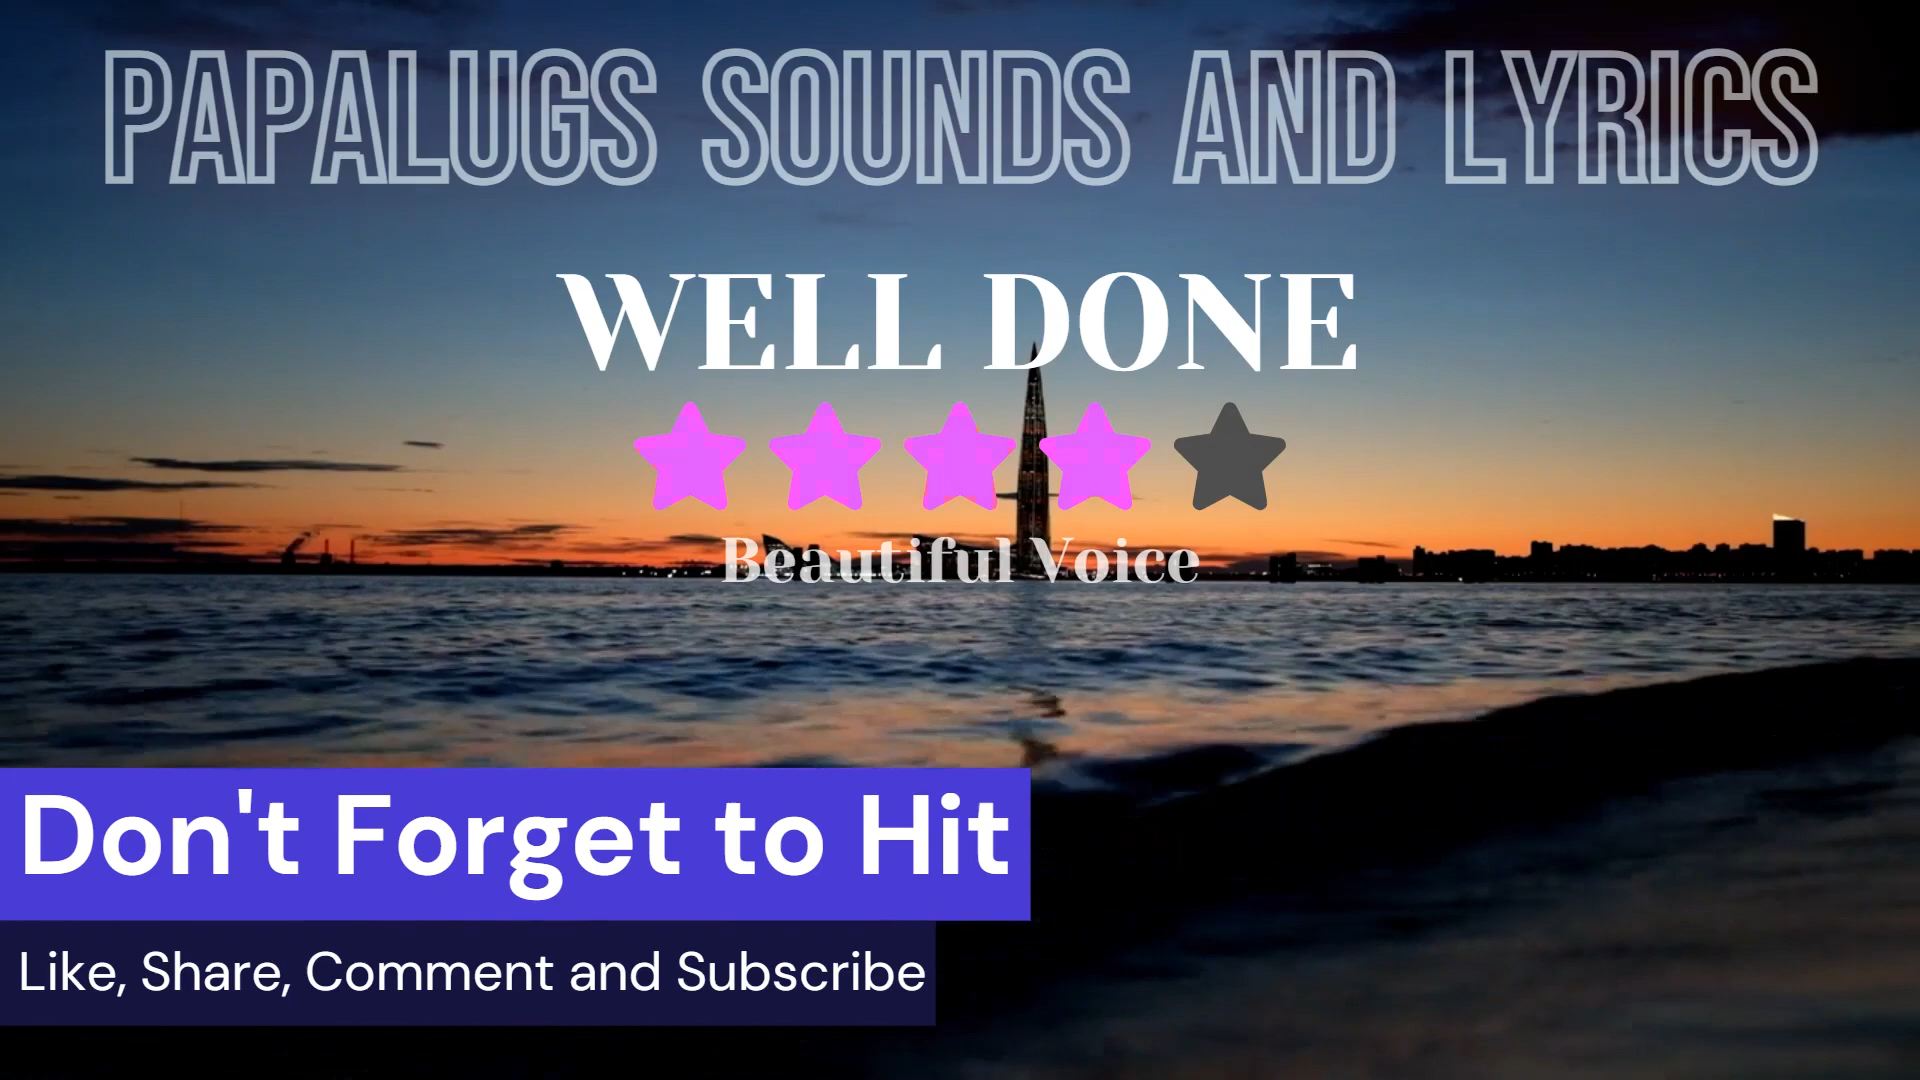 PAPALUGS SOUNDS AND LYRICS
WELL DONE
Beautiful Voice
Don't Forget to Hit
Like, Share, Comment and Subscribe